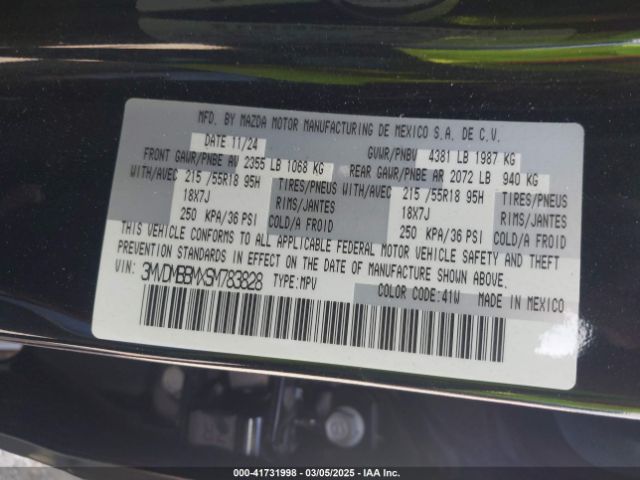 MFD. BY MAZDA MOTOR MANUFACTURING DE MEXICO S.A. DE C.V.
DATE 11/24 GVWR/PNBV 4381 LB 1987 KG
FRONT GAWR/PNBE AV 2355 LB 1068 KG REAR GAWR/PNBE AR 2072 LB 940 KG
WITH/AVEC 215 /55R18 95H TIRES/PNEUS WITH/AVEC 215 /55R18 95H TIRES/PNEUS
18X7J RIMS/JANTES 18X7J RIMS/JANTES
250 KPA/36 PSI COLD/A FROID 250 KPA/36 PSI COLD/A FROID
THIS VEHICLE CONFORMS TO ALL APPLICABLE FEDERAL MOTOR VEHICLE SAFETY AND THEFT
PREVENTION STANDARDS IN EFFECT ON THE DATE OF MANUFACTURE SHOWN ABOVE.
VIN: 3MVDMBBMVSM783828 TYPE:MPV COLOR CODE:41W MADE IN MEXICO
000-41731998 - 03/05/2025 - IAA Inc.